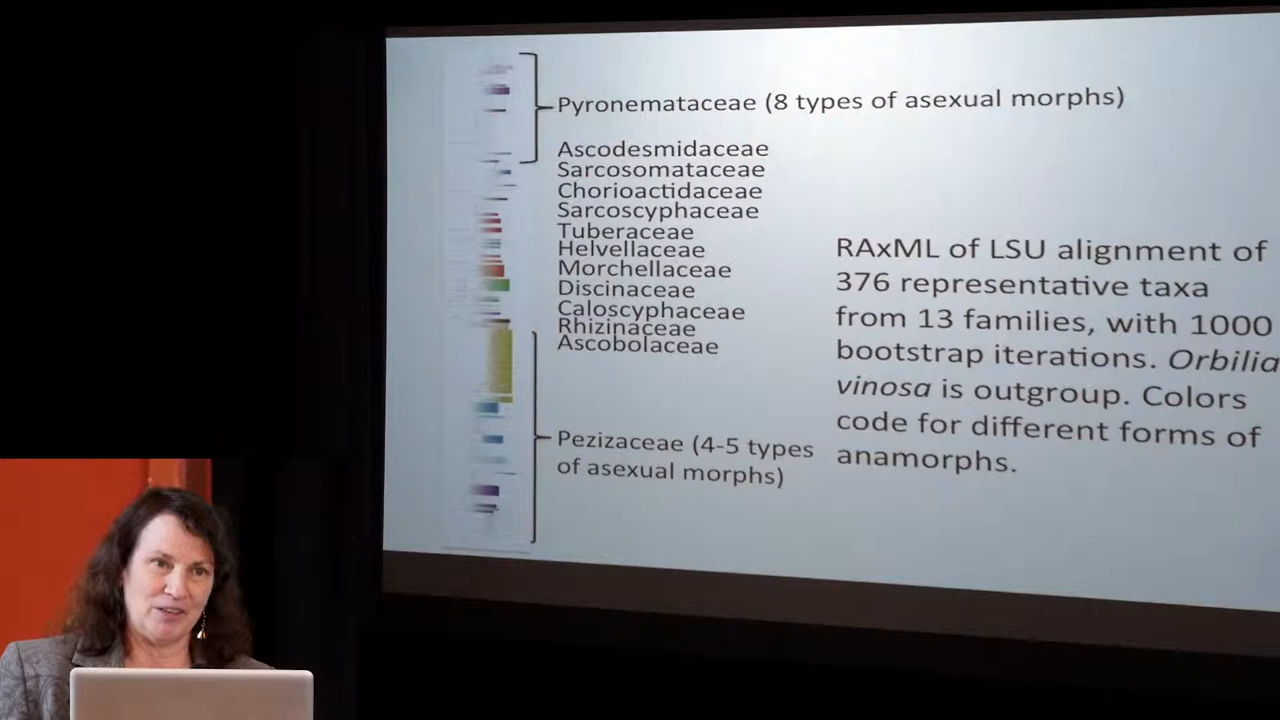 Pyronemataceae (8 types of asexual morphs)
Ascodesmidaceae
Sarcosomataceae
Chorioactidaceae
Sarcoscyphaceae
Tuberaceae
Helvellaceae
Morchellaceae
Discinaceae
Caloscyphaceae
Rhizinaceae
Ascobolaceae
Pezizaceae (4-5 types
of asexual morphs)
RAxML of LSU alignment of
376 representative taxa
from 13 families, with 1000
bootstrap iterations. Orbilia
vinosa is outgroup. Colors
code for different forms of
anamorphs.